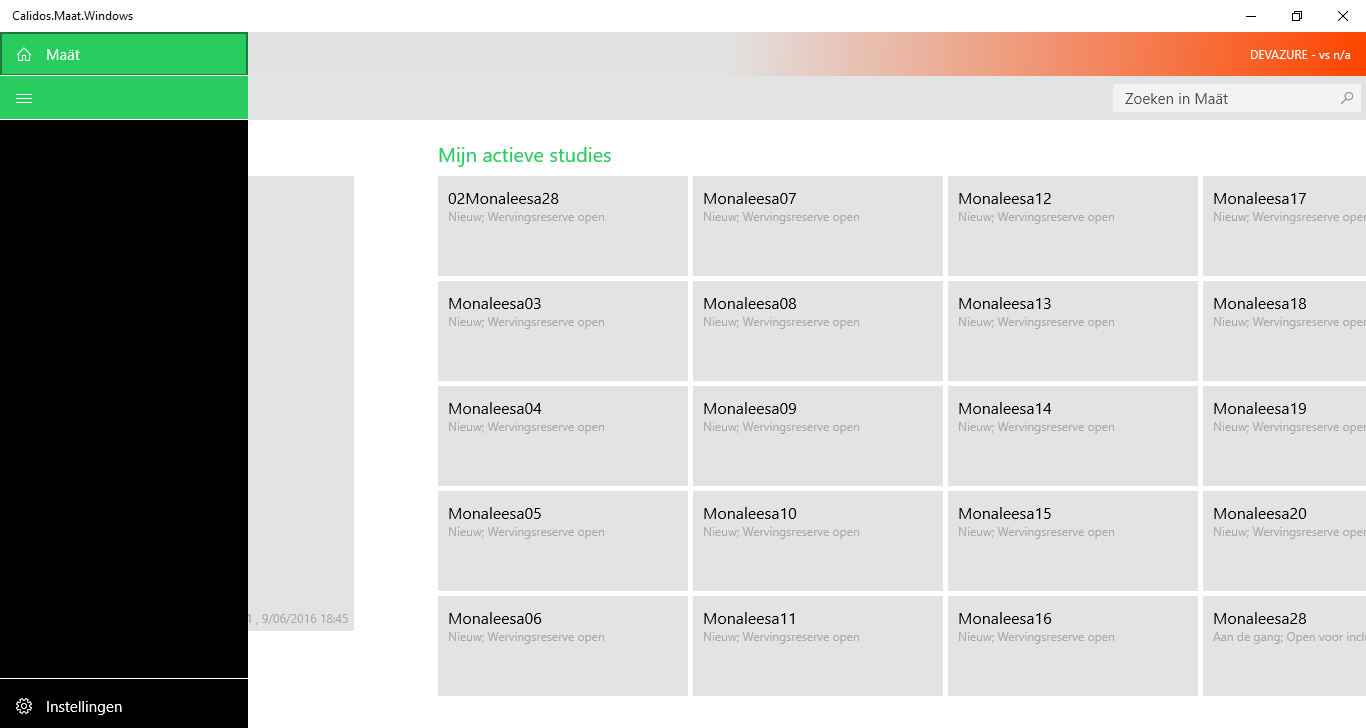 Calidos.Maat.Windows
Maät
DEVAZURE - vs n/a
Zoeken in Maät
Mijn actieve studies
02Monaleesa28
Nieuw; Wervingsreserve open
Monaleesa07
Nieuw; Wervingsreserve open
Monaleesa12
Nieuw; Wervingsreserve open
Monaleesa17
Nieuw; Wervingsreserve
Monaleesa03
Nieuw; Wervingsreserve open
Monaleesa08
Nieuw; Wervingsreserve open
Monaleesa13
Nieuw; Wervingsreserve open
Monaleesa18
Nieuw; Wervingsreserve
Monaleesa04
Nieuw; Wervingsreserve open
Monaleesa09
Nieuw; Wervingsreserve open
Monaleesa14
Nieuw; Wervingsreserve open
Monaleesa19
Nieuw; Wervingsreserve
Monaleesa05
Nieuw; Wervingsreserve open
Monaleesa10
Nieuw; Wervingsreserve open
Monaleesa15
Nieuw; Wervingsreserve open
Monaleesa20
Nieuw; Wervingsreserve
Monaleesa06
Nieuw; Wervingsreserve open
Monaleesa11
Nieuw; Wervingsreserve open
Monaleesa16
Nieuw; Wervingsreserve open
Monaleesa28
Aan de gang; Open voor
, 9/06/2016 18:45
Instellingen